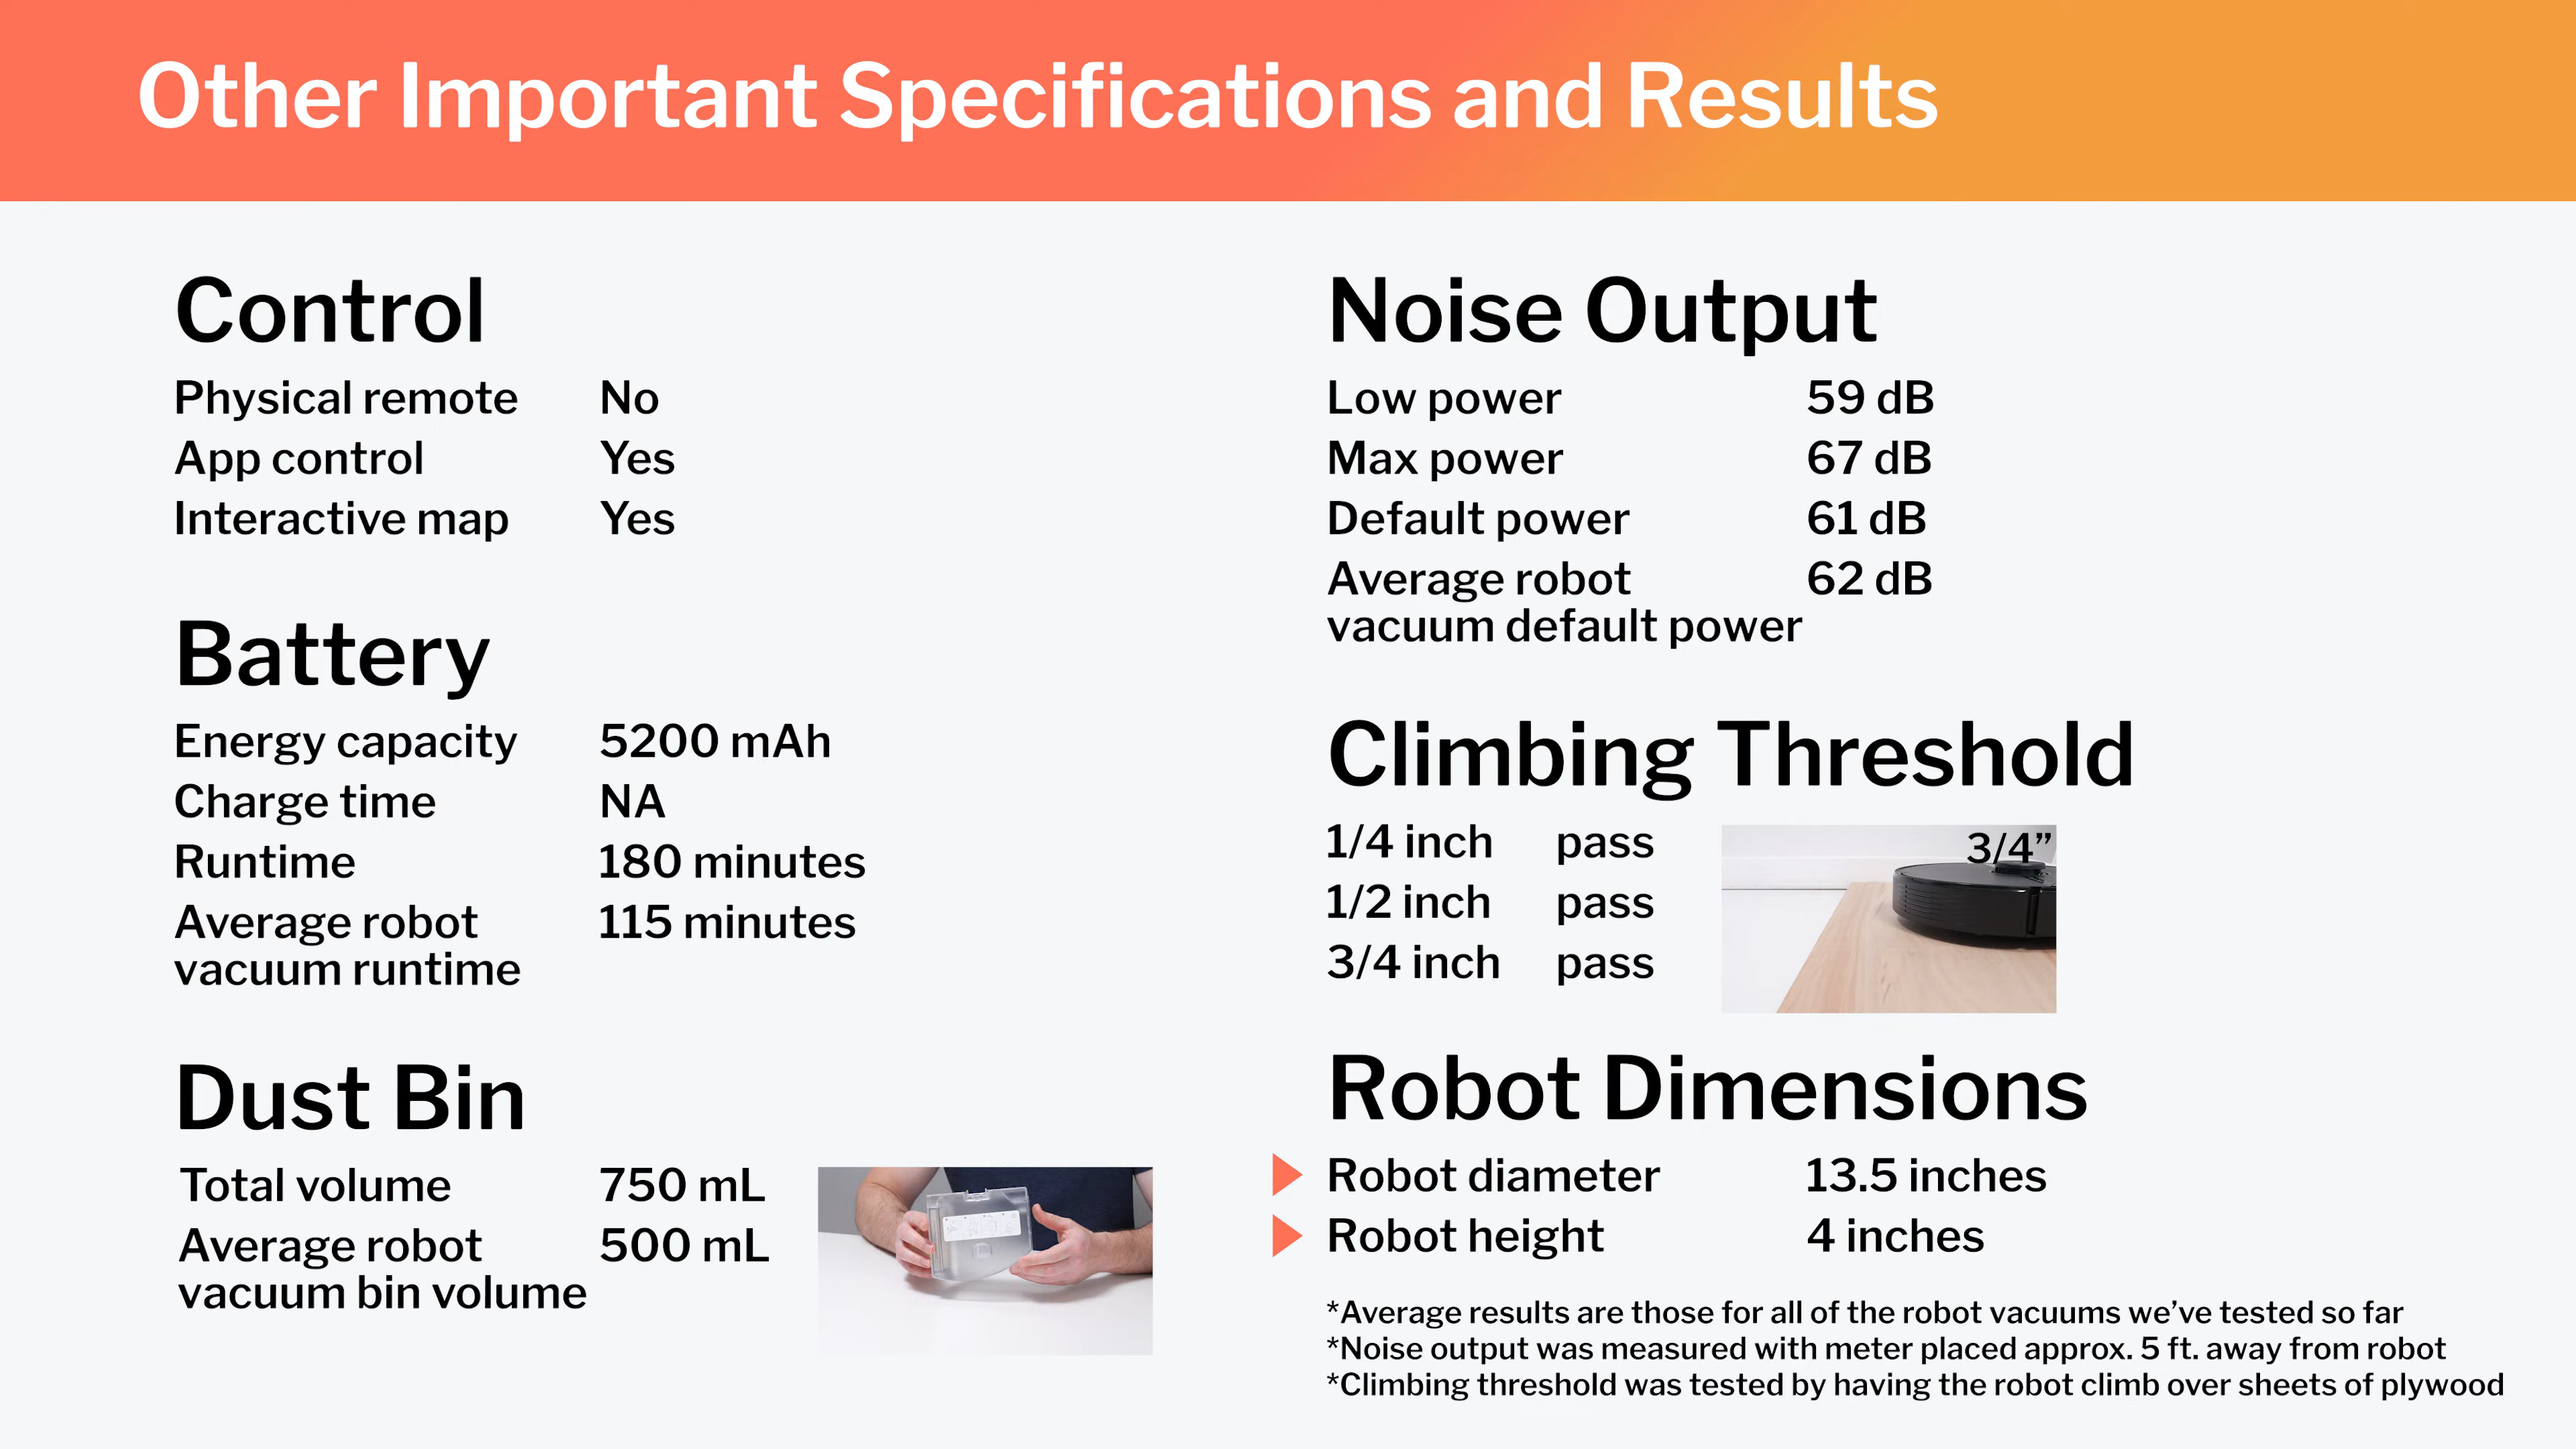 Other Important Specifications and Results
Control
Physical remote No
App control Yes
Interactive map Yes
Battery
Energy capacity 5200 mAh
Charge time NA
Runtime 180 minutes
Average robot 115 minutes
vacuum runtime
Dust Bin
Total volume 750 mL
Average robot 500 mL
vacuum bin volume
Noise Output
Low power 59 dB
Max power 67 dB
Default power 61 dB
Average robot 62 dB
vacuum default power
Climbing Threshold
1/4 inch pass
1/2 inch pass
3/4 inch pass
3/4”
Robot Dimensions
Robot diameter 13.5 inches
Robot height 4 inches
*Average results are those for all of the robot vacuums we’ve tested so far
*Noise output was measured with meter placed approx. 5 ft. away from robot
*Climbing threshold was tested by having the robot climb over sheets of plywood